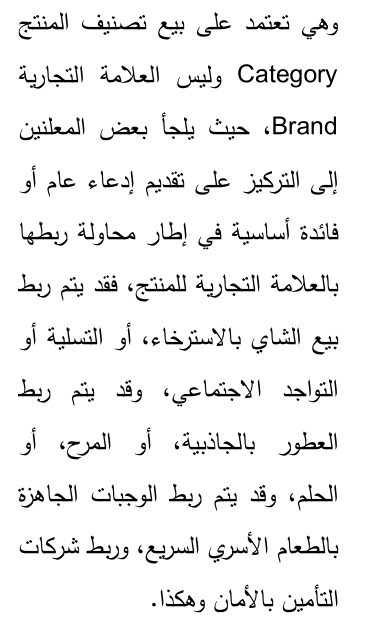 وهي تعتمد على بيع تصنيف المنتج
Category وليس العلامة التجارية
Brand، حيث يلجأ بعض المعلنين
إلى التركيز على تقديم إدعاء عام أو
فائدة أساسية في إطار محاولة ربطها
بالعلامة التجارية للمنتج، فقد يتم ربط
بيع الشاي بالاسترخاء، أو التسلية أو
التواجد الاجتماعي، وقد يتم ربط
العطور بالجاذبية، أو المرح، أو
الحلم، وقد يتم ربط الوجبات الجاهزة
بالطعام الأسري السريع، وربط شركات
التأمين بالأمان وهكذا.